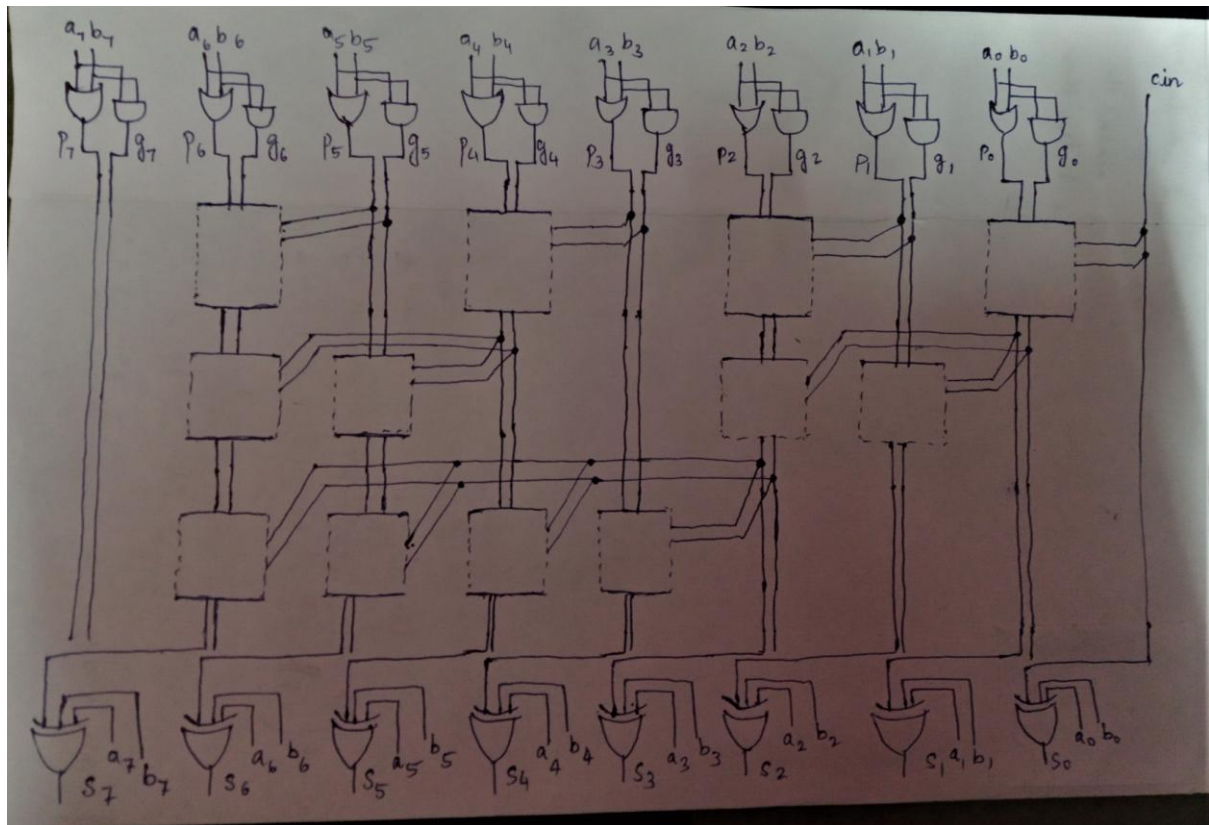 a7 b7 a6 b6 a5 b5 a4 b4 a3 b3 a2 b2 a1 b1 a0 b0 cin
p7 g7 p6 g6 p5 g5 p4 g4 p3 g3 p2 g2 p1 g1 p0 g0
s7 a7 b7 s6 a6 b6 s5 a5 b5 s4 a4 b4 s3 a3 b3 s2 a2 b2 s1 a1 b1 s0 a0 b0